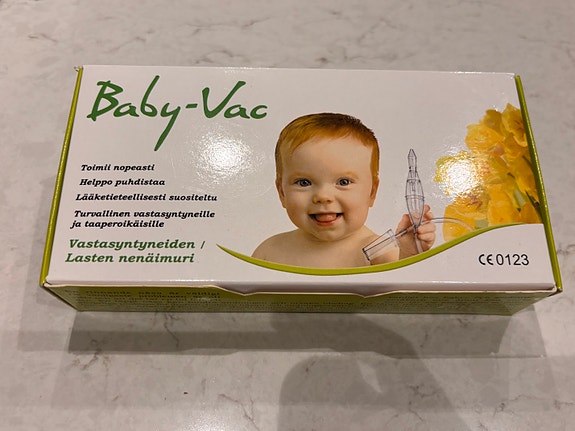 Baby-Vac
Toimii nopeasti
Helppo puhdistaa
Lääketieteellisesti suositeltu
Turvallinen vastasyntyneille
ja taaperoikäisille
Vastasyntyneiden /
Lasten nenäimuri
CE 0123